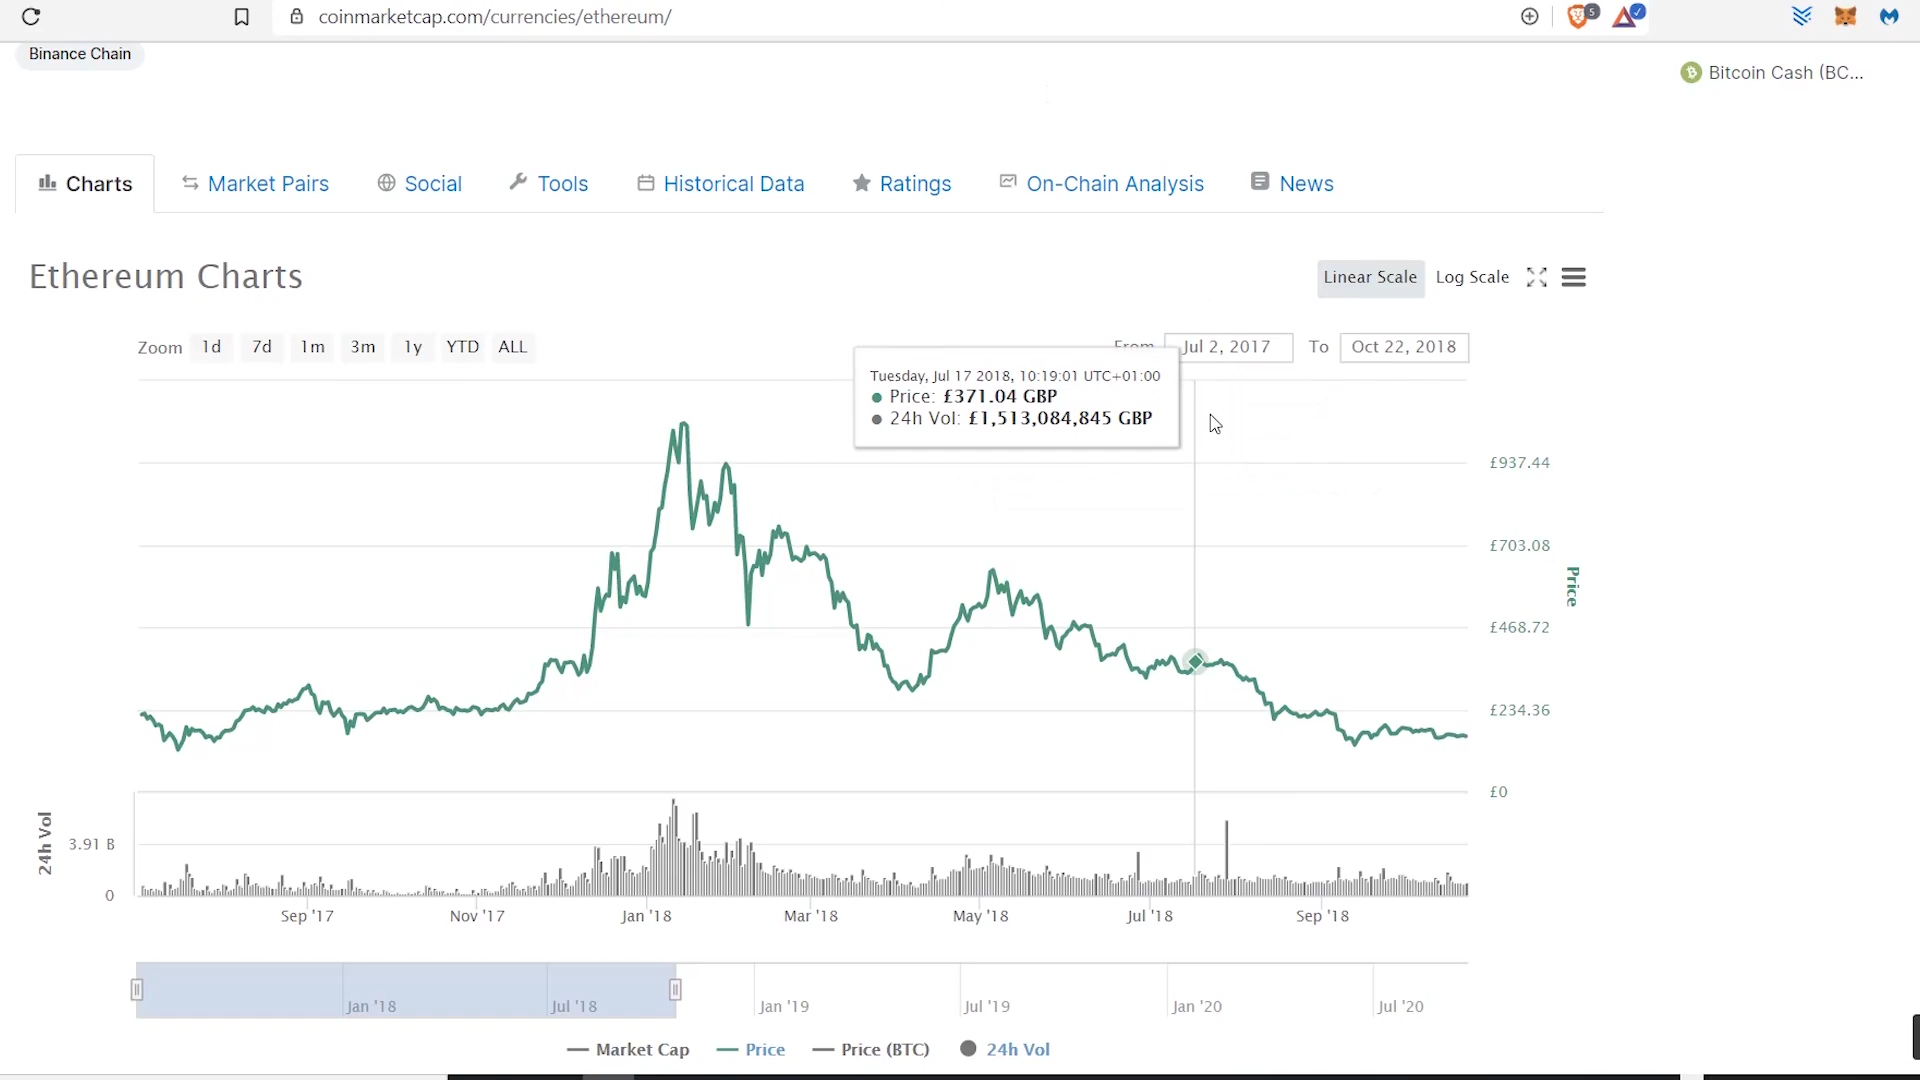 coinmarketcap.com/currencies/ethereum/
5
Binance Chain
Bitcoin Cash (BC...
Charts
Market Pairs
Social
Tools
Historical Data
Ratings
On-Chain Analysis
News
Ethereum Charts
Linear Scale
Log Scale
Zoom
1d
7d
1m
3m
1y
YTD
ALL
From
Jul 2, 2017
To
Oct 22, 2018
Tuesday, Jul 17 2018, 10:19:01 UTC+01:00
Price: £371.04 GBP
24h Vol: £1,513,084,845 GBP
£937.44
£703.08
£468.72
£234.36
£0
Price
24h Vol
3.91 B
0
Sep '17
Nov '17
Jan '18
Mar '18
May '18
Jul '18
Sep '18
Jan '18
Jul '18
Jan '19
Jul '19
Jan '20
Jul '20
Market Cap
Price
Price (BTC)
24h Vol